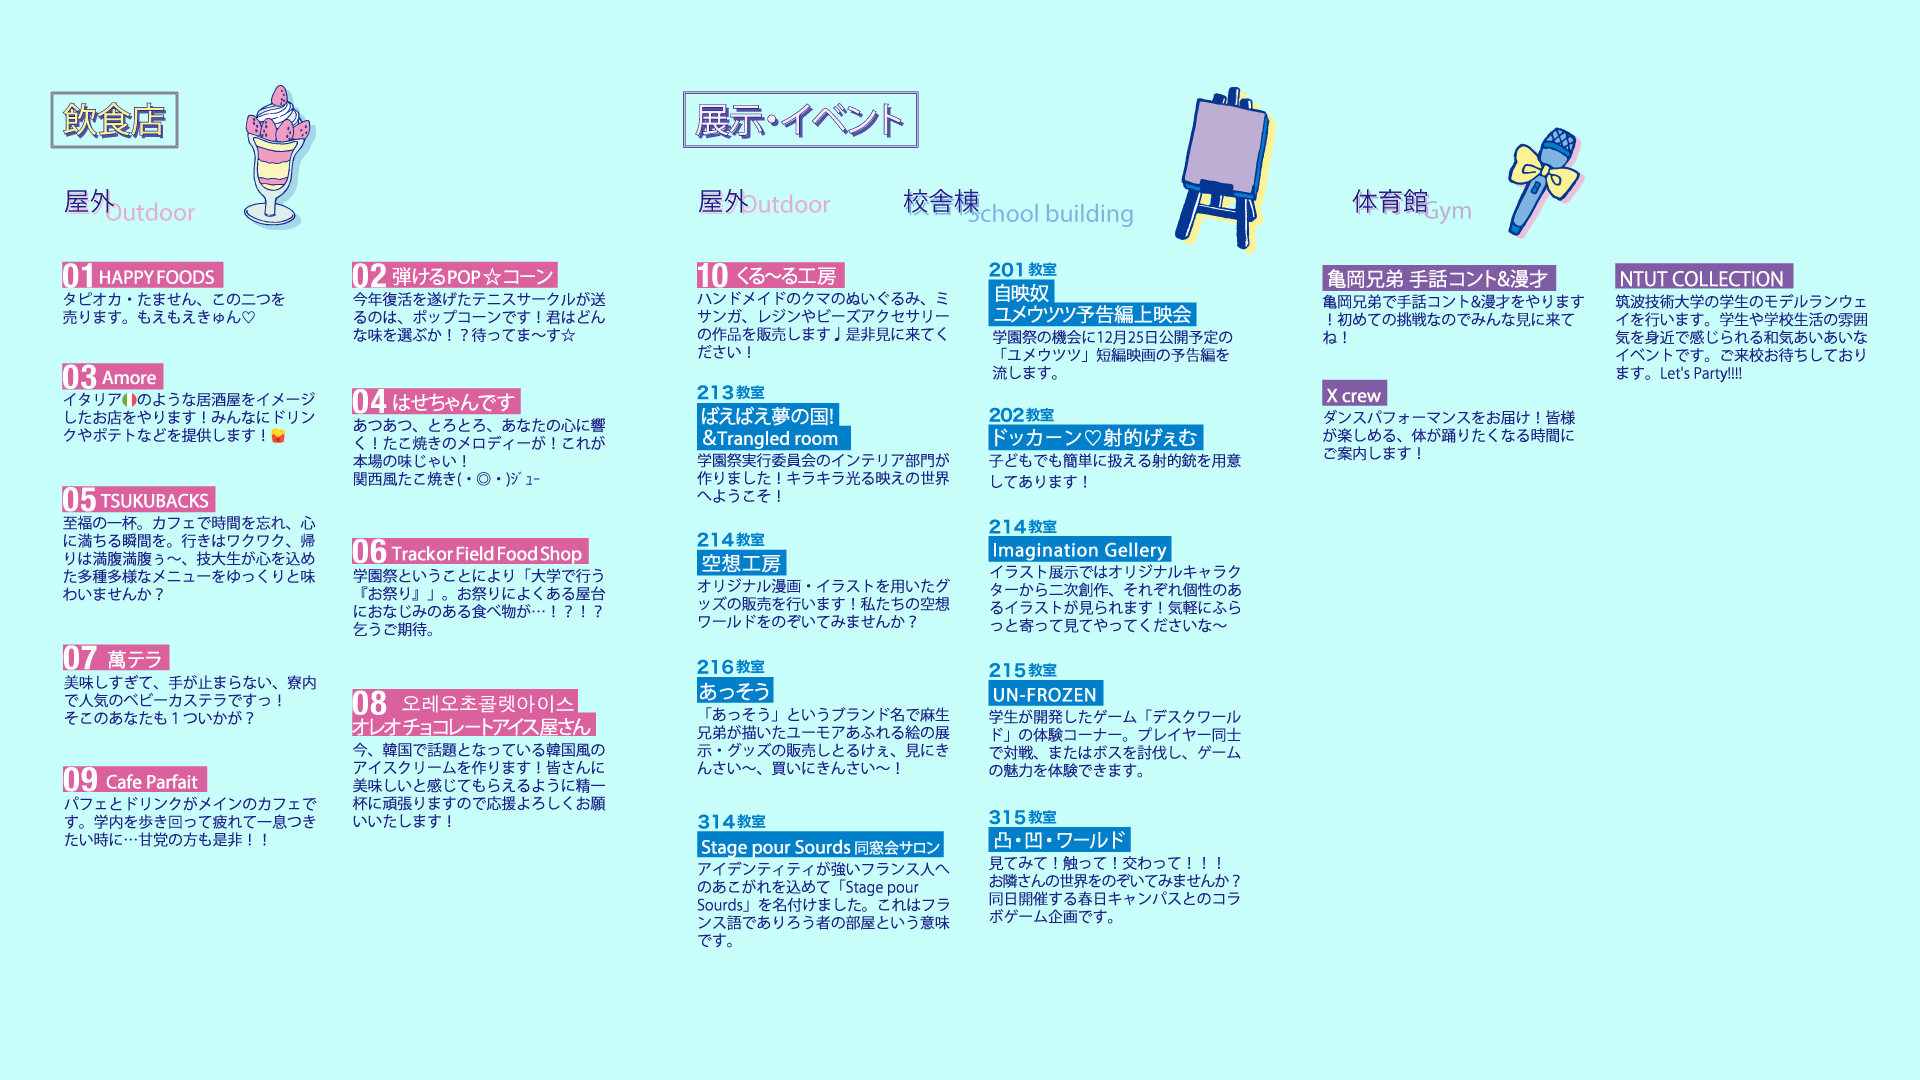 飲食店
屋外
Outdoor
01 HAPPY FOODS
タピオカ・たません、この二つを
売ります。もえもえきゅん♡
02 弾けるPOP☆コーン
今年復活を遂げたテニスサークルが送
るのは、ポップコーンです！君はどん
な味を選ぶか！？待ってま〜す☆
03 Amore
イタリア🇮🇹のような居酒屋をイメージ
したお店をやります！みんなにドリン
クやポテトなどを提供します！🍟
04 はせちゃんです
あつあつ、とろとろ、あなたの心に響
く！たこ焼きのメロディーが！これが
本場の味じゃい！
関西風たこ焼き(・◎・)ｼﾞｭｰ
05 TSUKUBACKS
至福の一杯。カフェで時間を忘れ、心
に満ちる瞬間を。行きはワクワク、帰
りは満腹満腹ぅ〜、技大生が心を込め
た多種多様なメニューをゆっくりと味
わいませんか？
06 Trackor Field Food Shop
学園祭ということにより「大学で行う
『お祭り』」。お祭りによくある屋台
におなじみのある食べ物が…！？！？
乞うご期待。
07 萬テラ
美味しすぎて、手が止まらない、寮内
で人気のベビーカステラですっ！
そこのあなたも１ついかが？
08 오레오초콜렛아이스
オレオチョコレートアイス屋さん
今、韓国で話題となっている韓国風の
アイスクリームを作ります！皆さんに
美味しいと感じてもらえるように精一
杯に頑張りますので応援よろしくお願
いいたします！
09 Cafe Parfait
パフェとドリンクがメインのカフェで
す。学内を歩き回って疲れて一息つき
たい時に…甘党の方も是非！！
展示・イベント
屋外
Outdoor
校舎棟
School building
10 くる〜る工房
ハンドメイドのクマのぬいぐるみ、ミ
サンガ、レジンやビーズアクセサリー
の作品を販売します♩是非見に来てく
ださい！
201教室
自映奴
ユメウツツ予告編上映会
学園祭の機会に12月25日公開予定の
「ユメウツツ」短編映画の予告編を
流します。
213教室
ばえばえ夢の国!
&Trangled room
学園祭実行委員会のインテリア部門が
作りました！キラキラ光る映えの世界
へようこそ！
202教室
ドッカーン♡射的げぇむ
子どもでも簡単に扱える射的銃を用意
してあります！
214教室
空想工房
オリジナル漫画・イラストを用いたグ
ッズの販売を行います！私たちの空想
ワールドをのぞいてみませんか？
214教室
Imagination Gellery
イラスト展示ではオリジナルキャラク
ターから二次創作、それぞれ個性のあ
るイラストが見られます！気軽にふら
っと寄って見てやってくださいな〜
216教室
あっそう
「あっそう」というブランド名で麻生
兄弟が描いたユーモアあふれる絵の展
示・グッズの販売しとるけぇ、見にき
んさい〜、買いにきんさい〜！
215教室
UN-FROZEN
学生が開発したゲーム「デスクワール
ド」の体験コーナー。プレイヤー同士
で対戦、またはボスを討伐し、ゲーム
の魅力を体験できます。
314教室
Stage pour Sourds 同窓会サロン
アイデンティティが強いフランス人へ
のあこがれを込めて「Stage pour
Sourds」を名付けました。これはフラ
ンス語でありろう者の部屋という意味
です。
315教室
凸・凹・ワールド
見てみて！触って！交わって！！！
お隣さんの世界をのぞいてみませんか？
同日開催する春日キャンパスとのコラ
ボゲーム企画です。
体育館
Gym
亀岡兄弟 手話コント&漫才
亀岡兄弟で手話コント&漫才をやります
！初めての挑戦なのでみんな見に来て
ね！
X crew
ダンスパフォーマンスをお届け！皆様
が楽しめる、体が踊りたくなる時間に
ご案内します！
NTUT COLLECTION
筑波技術大学の学生のモデルランウェ
イを行います。学生や学校生活の雰囲
気を身近で感じられる和気あいあいな
イベントです。ご来校お待ちしており
ます。Let's Party!!!!